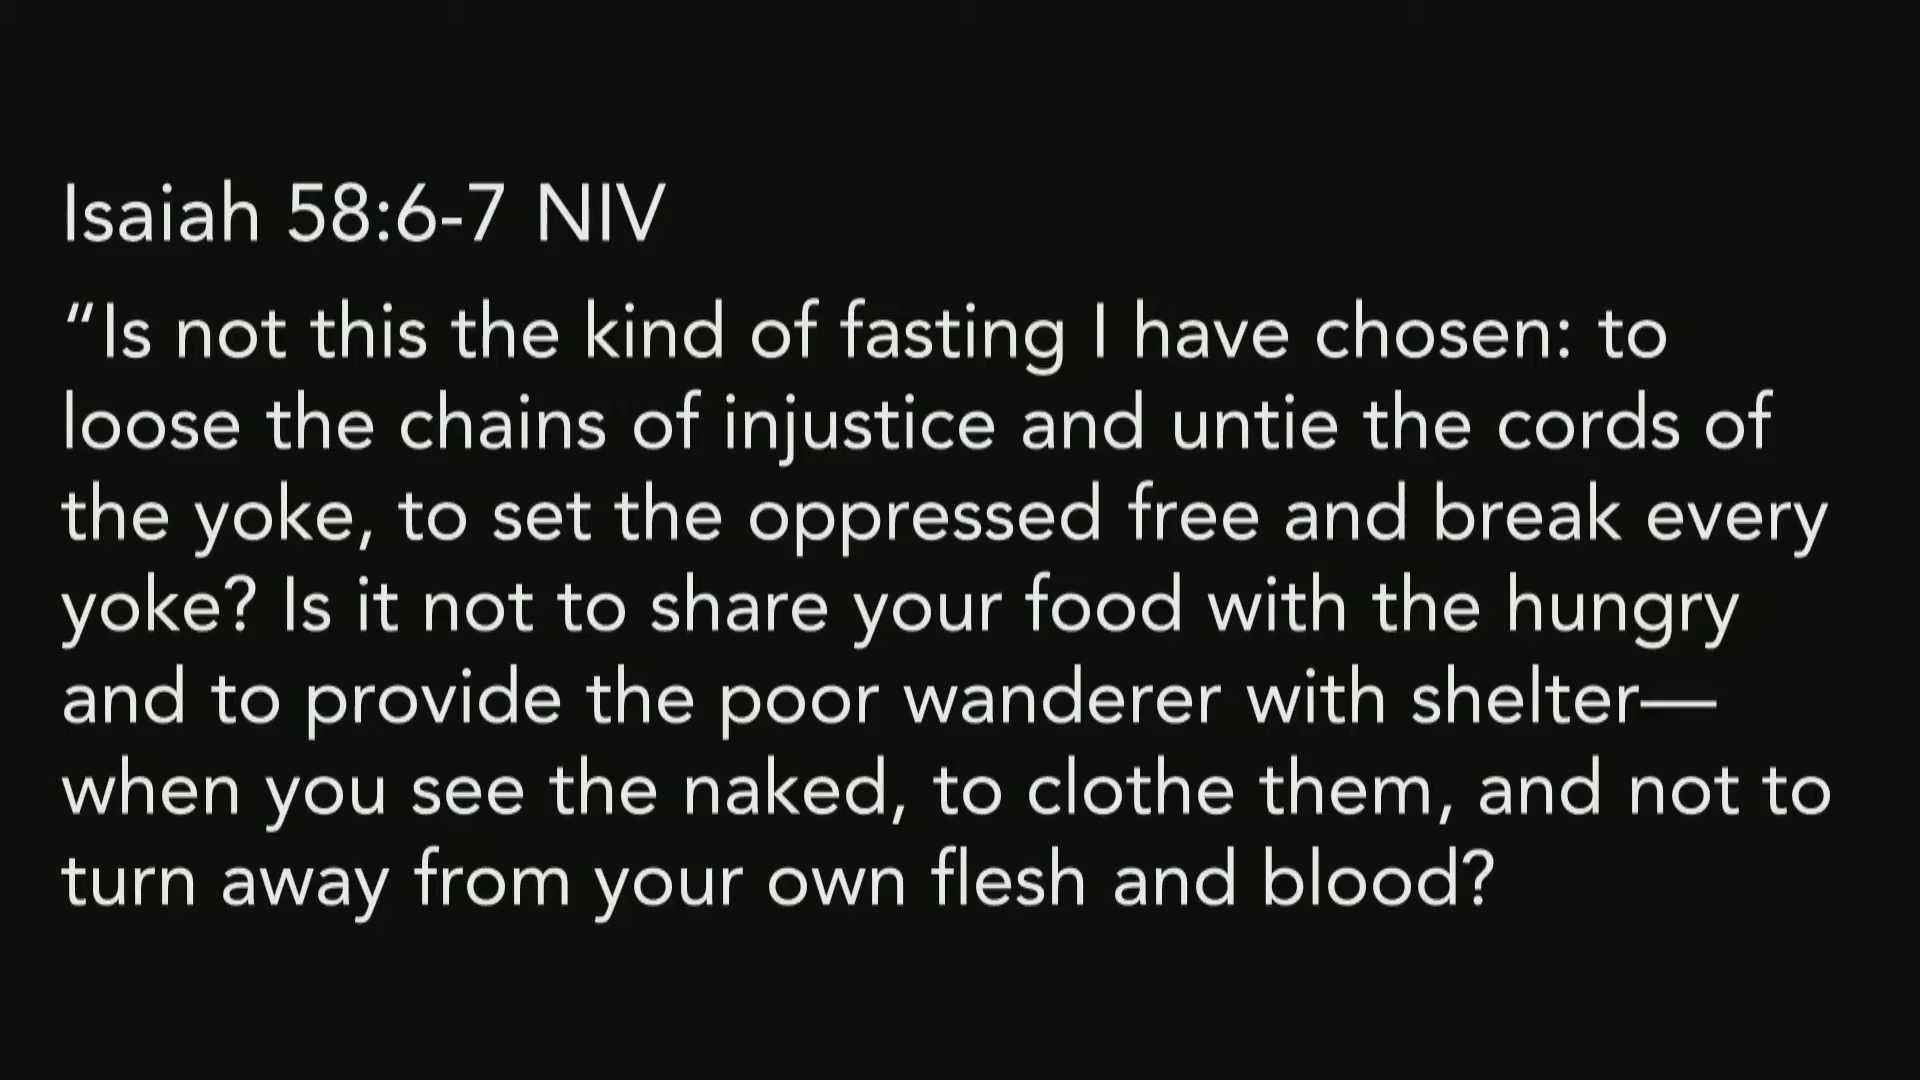 Isaiah 58:6-7 NIV
“Is not this the kind of fasting I have chosen: to
loose the chains of injustice and untie the cords of
the yoke, to set the oppressed free and break every
yoke? Is it not to share your food with the hungry
and to provide the poor wanderer with shelter—
when you see the naked, to clothe them, and not to
turn away from your own flesh and blood?